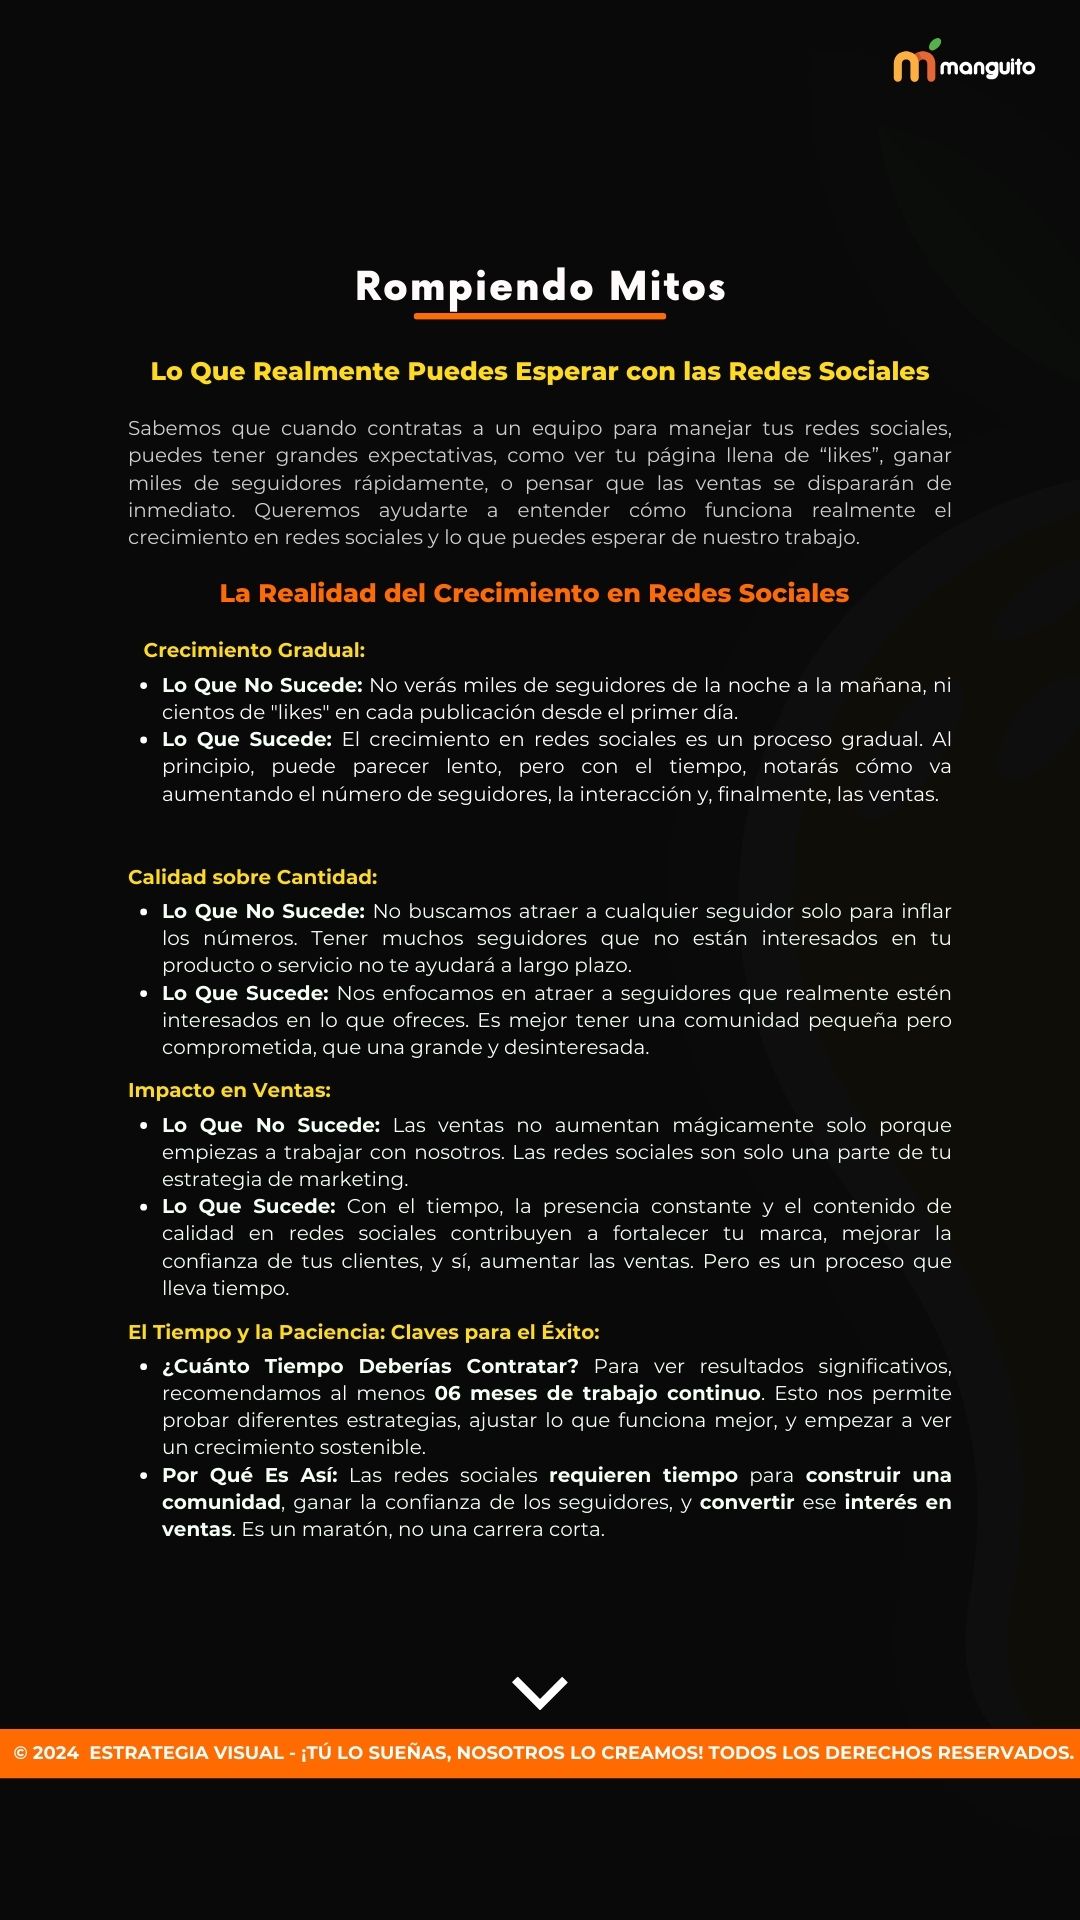 manguito
Rompiendo Mitos
Lo Que Realmente Puedes Esperar con las Redes Sociales
Sabemos que cuando contratas a un equipo para manejar tus redes sociales,
puedes tener grandes expectativas, como ver tu página llena de “likes”, ganar
miles de seguidores rápidamente, o pensar que las ventas se dispararán de
inmediato. Queremos ayudarte a entender cómo funciona realmente el
crecimiento en redes sociales y lo que puedes esperar de nuestro trabajo.
La Realidad del Crecimiento en Redes Sociales
Crecimiento Gradual:
• Lo Que No Sucede: No verás miles de seguidores de la noche a la mañana, ni
cientos de "likes" en cada publicación desde el primer día.
• Lo Que Sucede: El crecimiento en redes sociales es un proceso gradual. Al
principio, puede parecer lento, pero con el tiempo, notarás cómo va
aumentando el número de seguidores, la interacción y, finalmente, las ventas.
Calidad sobre Cantidad:
• Lo Que No Sucede: No buscamos atraer a cualquier seguidor solo para inflar
los números. Tener muchos seguidores que no están interesados en tu
producto o servicio no te ayudará a largo plazo.
• Lo Que Sucede: Nos enfocamos en atraer a seguidores que realmente estén
interesados en lo que ofreces. Es mejor tener una comunidad pequeña pero
comprometida, que una grande y desinteresada.
Impacto en Ventas:
• Lo Que No Sucede: Las ventas no aumentan mágicamente solo porque
empiezas a trabajar con nosotros. Las redes sociales son solo una parte de tu
estrategia de marketing.
• Lo Que Sucede: Con el tiempo, la presencia constante y el contenido de
calidad en redes sociales contribuyen a fortalecer tu marca, mejorar la
confianza de tus clientes, y sí, aumentar las ventas. Pero es un proceso que
lleva tiempo.
El Tiempo y la Paciencia: Claves para el Éxito:
• ¿Cuánto Tiempo Deberías Contratar? Para ver resultados significativos,
recomendamos al menos 06 meses de trabajo continuo. Esto nos permite
probar diferentes estrategias, ajustar lo que funciona mejor, y empezar a ver
un crecimiento sostenible.
• Por Qué Es Así: Las redes sociales requieren tiempo para construir una
comunidad, ganar la confianza de los seguidores, y convertir ese interés en
ventas. Es un maratón, no una carrera corta.
© 2024 ESTRATEGIA VISUAL - ¡TÚ LO SUEÑAS, NOSOTROS LO CREAMOS! TODOS LOS DERECHOS RESERVADOS.